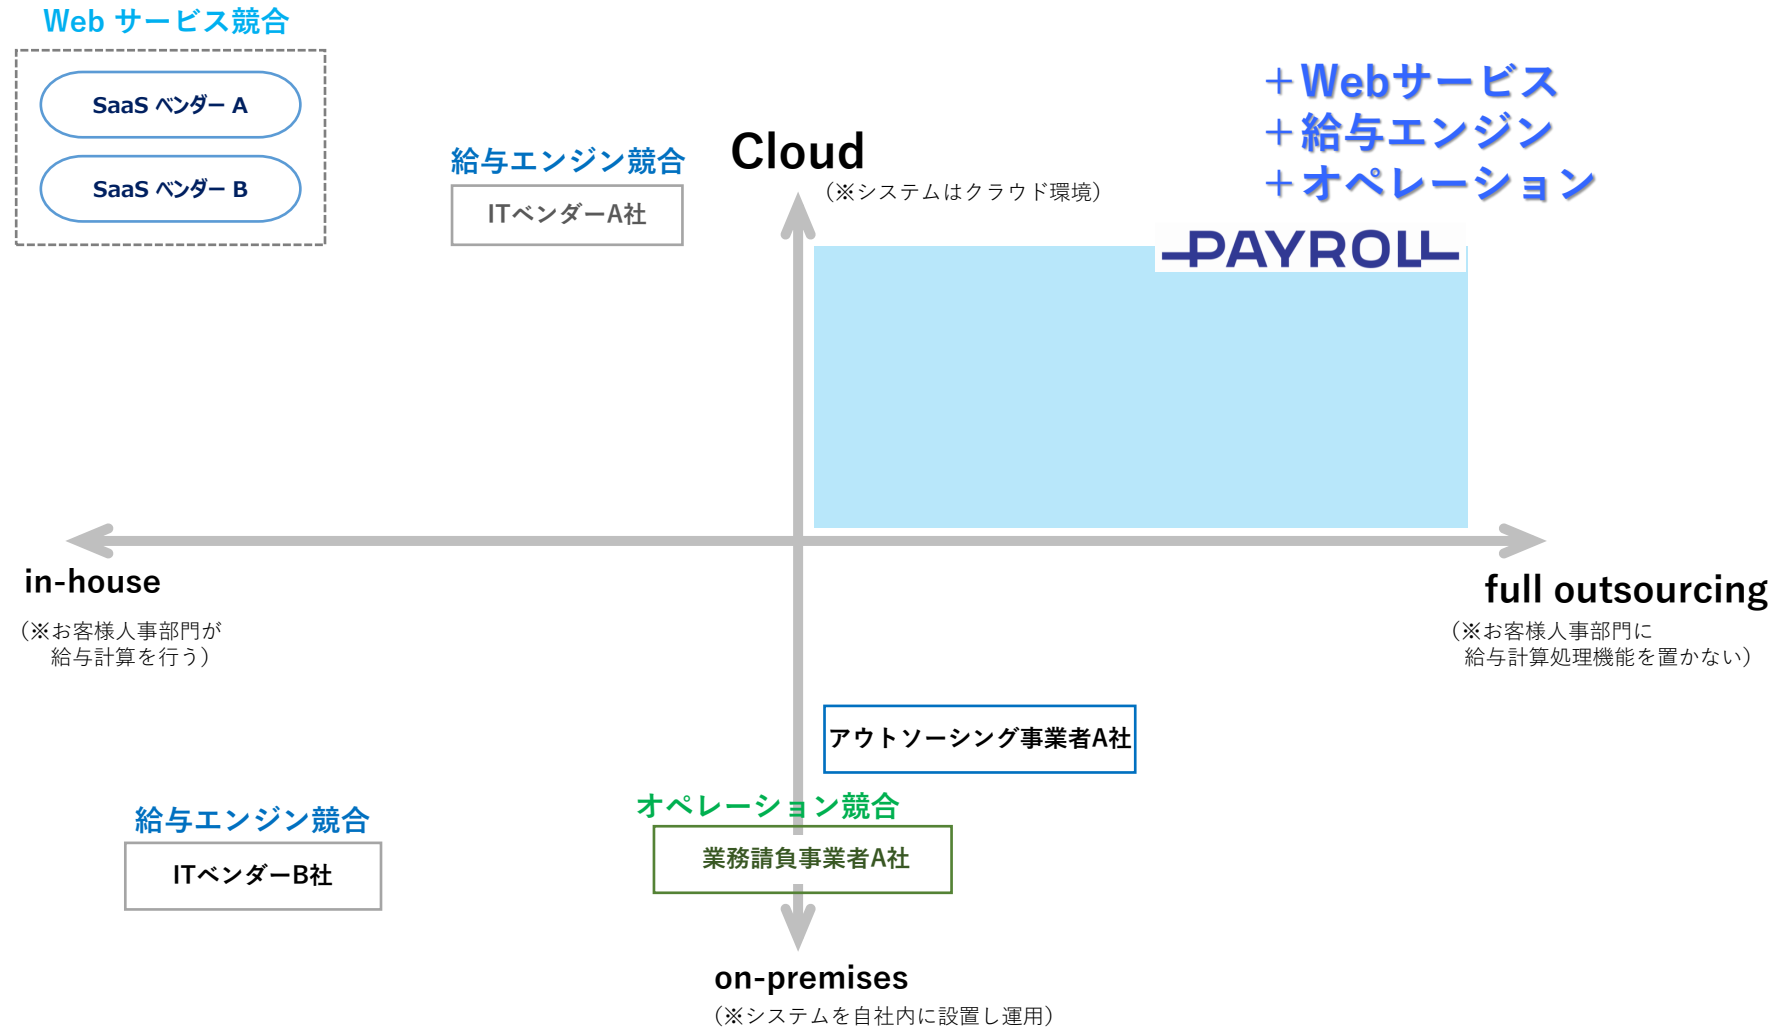 Web サービス競合
SaaS ベンダー A
SaaS ベンダー B
給与エンジン競合
ITベンダーA社
Cloud
（※システムはクラウド環境）
＋Webサービス
＋給与エンジン
＋オペレーション
PAYROLL
in-house
（※お客様人事部門が
給与計算を行う）
full outsourcing
（※お客様人事部門に
給与計算処理機能を置かない）
アウトソーシング事業者A社
給与エンジン競合
ITベンダーB社
オペレーション競合
業務請負事業者A社
on-premises
（※システムを自社内に設置し運用）